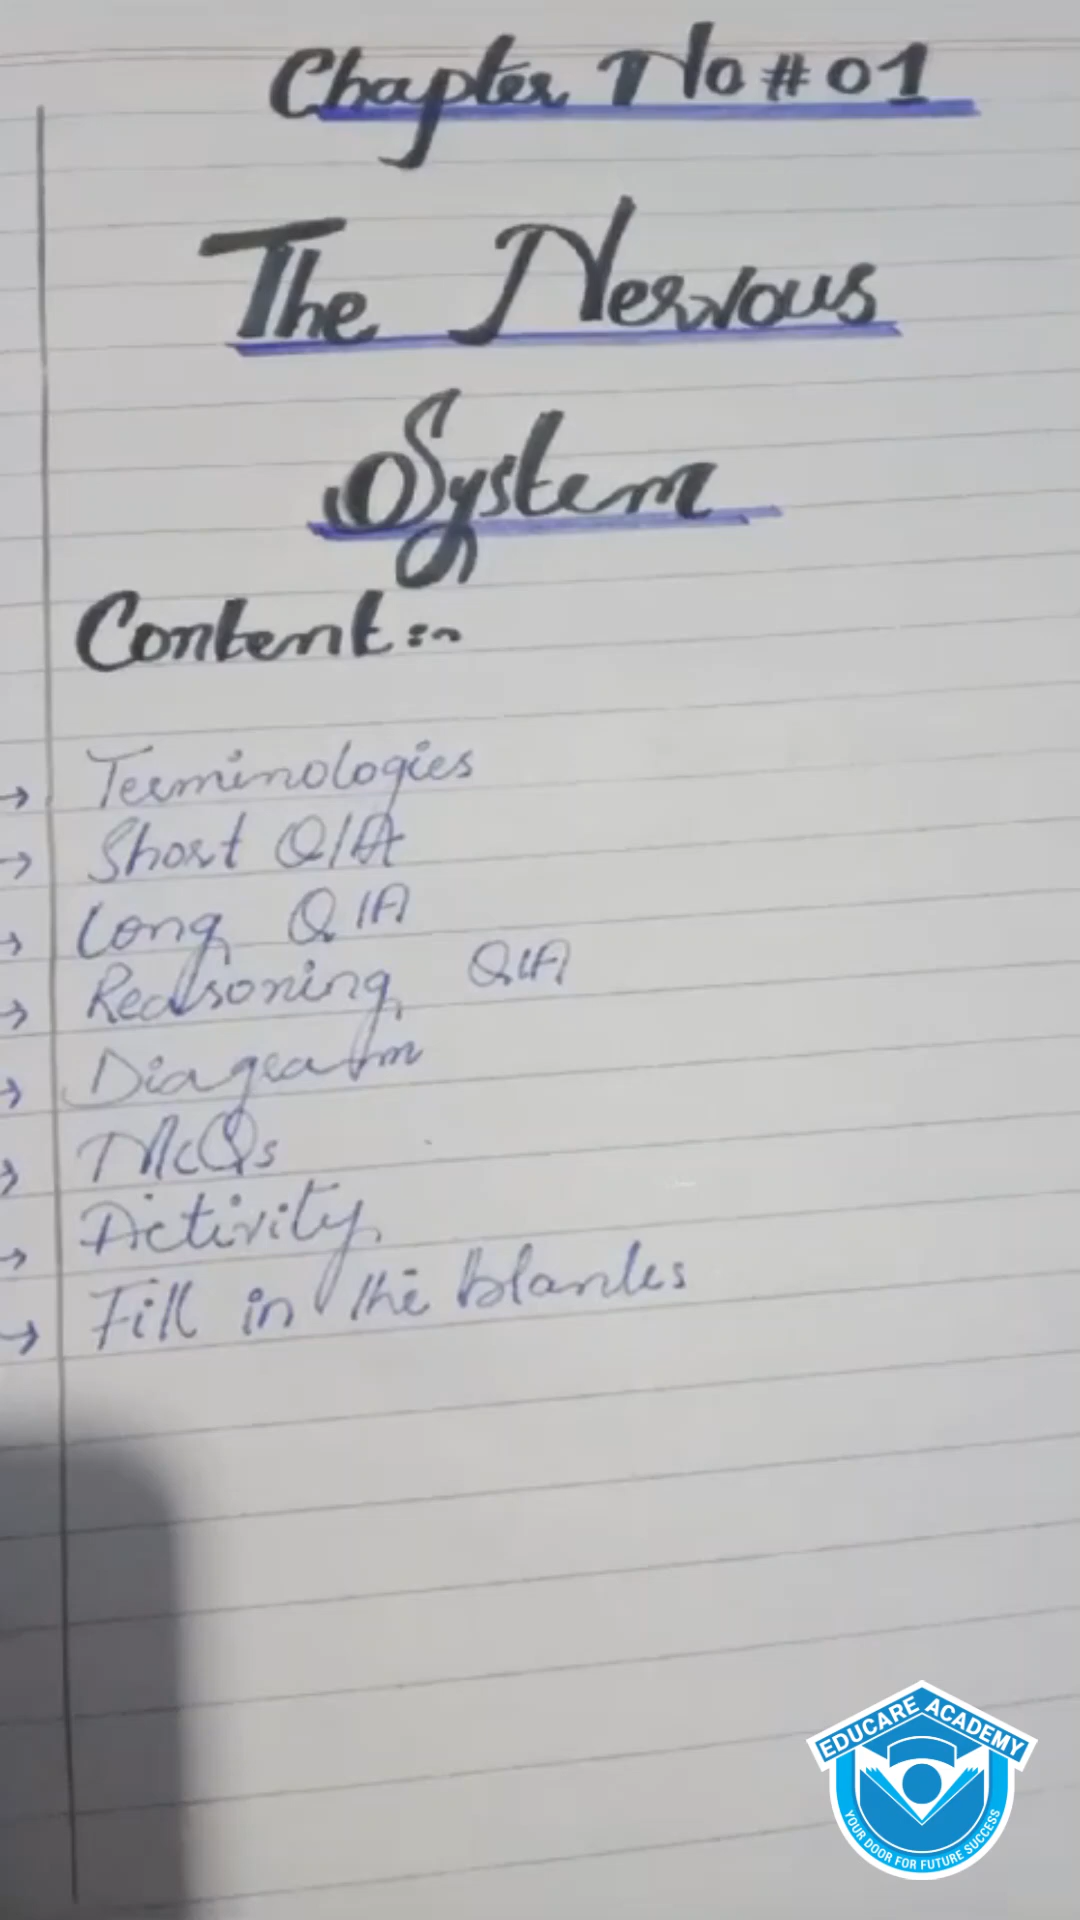 Chapter No # 01
The Nervous
System
Content :-
→ Terminologies
→ Short Q/A
→ Long Q/A
→ Reasoning Q/A
→ Diagram
→ McQs
→ Activity
→ Fill in the blanks
EDUCARE ACADEMY
YOUR DOOR FOR FUTURE SUCCESS